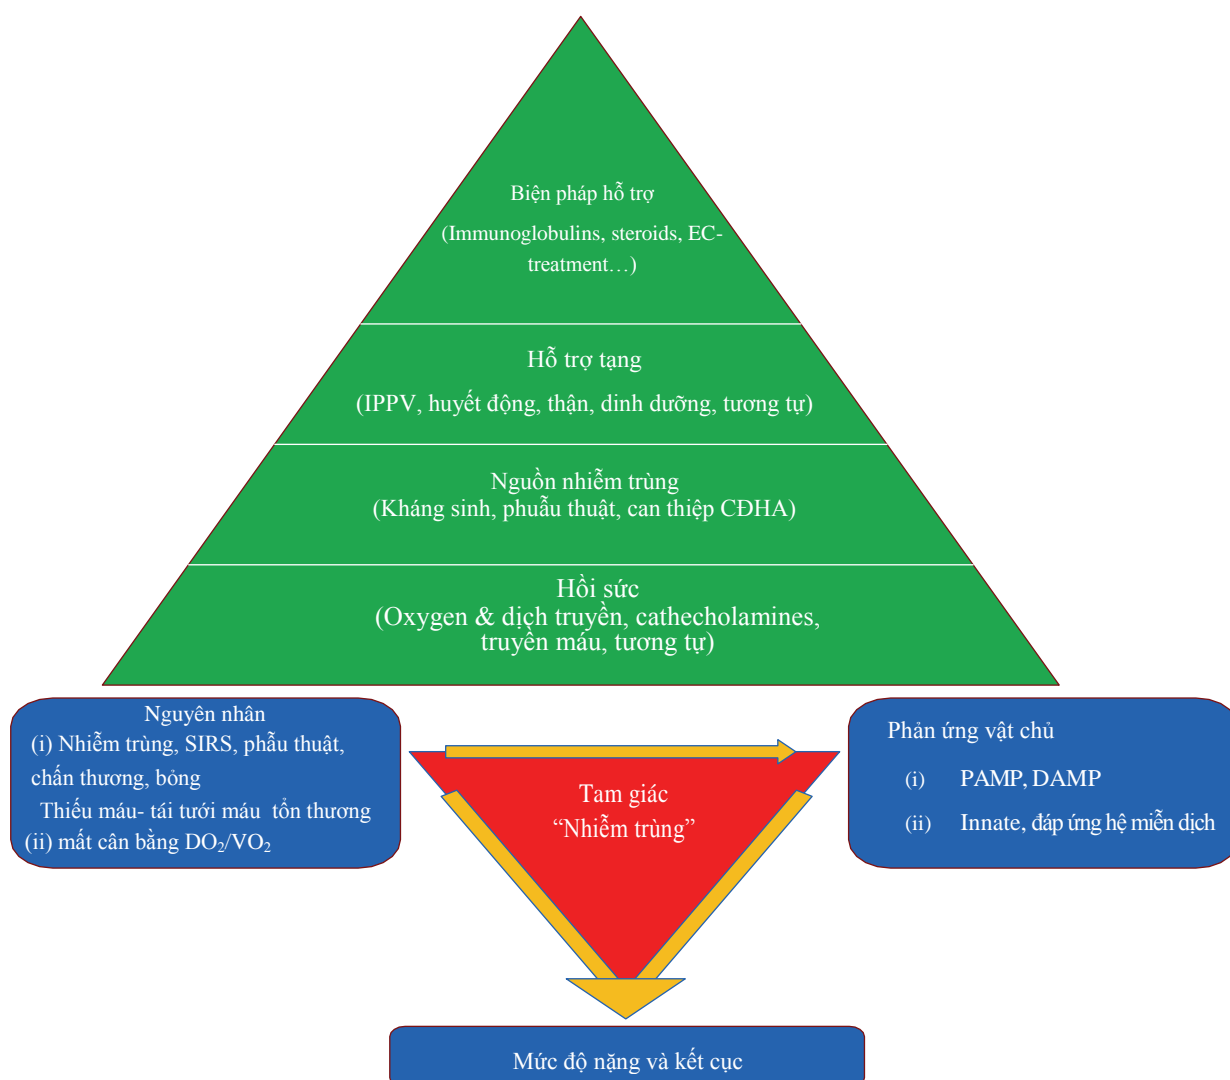 Biện pháp hỗ trợ
(Immunoglobulins, steroids, EC-
treatment…)
Hỗ trợ tạng
(IPPV, huyết động, thận, dinh dưỡng, tương tự)
Nguồn nhiễm trùng
(Kháng sinh, phuẫu thuật, can thiệp CĐHA)
Hồi sức
(Oxygen & dịch truyền, cathecholamines,
truyền máu, tương tự)
Nguyên nhân
(i) Nhiễm trùng, SIRS, phẫu thuật,
chấn thương, bỏng
Thiếu máu- tái tưới máu tổn thương
(ii) mất cân bằng DO₂/VO₂
Tam giác
“Nhiễm trùng”
Phản ứng vật chủ
(i) PAMP, DAMP
(ii) Innate, đáp ứng hệ miễn dịch
Mức độ nặng và kết cục